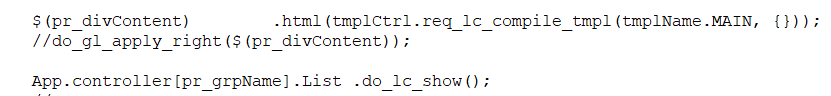 $(pr_divContent)        .html(tmplCtrl.req_lc_compile_tmpl(tmplName.MAIN, {}));
//do_gl_apply_right($(pr_divContent));
App.controller[pr_grpName].List .do_lc_show();